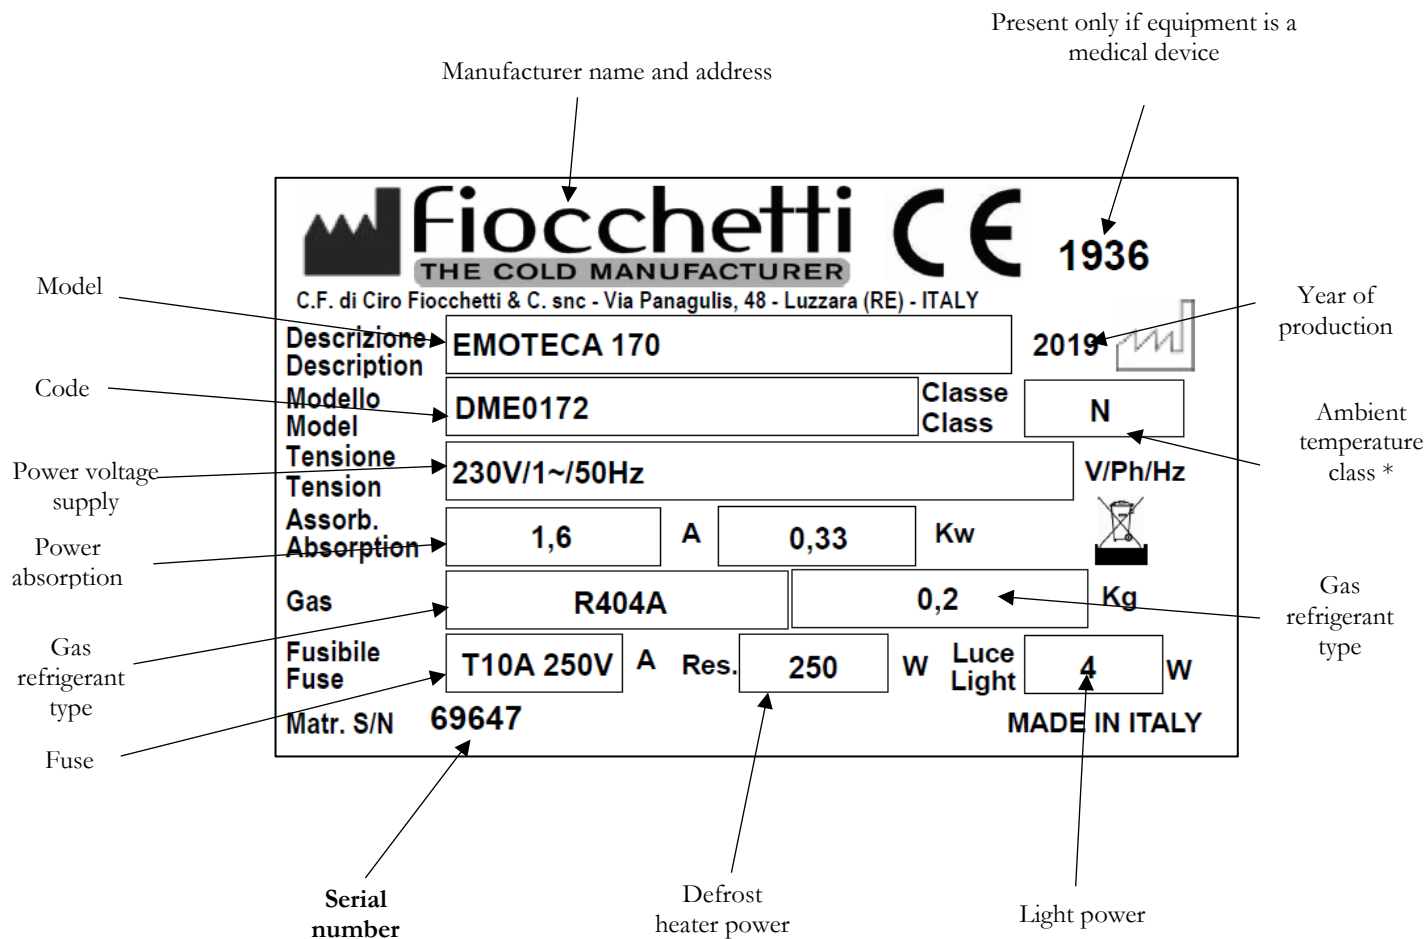 Present only if equipment is a
medical device
Manufacturer name and address
fiocchetti
THE COLD MANUFACTURER
CE
1936
C.F. di Ciro Fiocchetti & C. snc - Via Panagulis, 48 - Luzzara (RE) - ITALY
Model
Descrizione
Description
EMOTECA 170
2019
Year of
production
Code
Modello
Model
DME0172
Classe
Class
N
Ambient
temperature
class *
Power voltage
supply
Tensione
Tension
230V/1~/50Hz
V/Ph/Hz
Power
absorption
Assorb.
Absorption
1,6
A
0,33
Kw
Gas
R404A
0,2
Kg
Gas
refrigerant
type
Gas
refrigerant
type
Fusibile
Fuse
T10A 250V
A
Res.
250
W
Luce
Light
4
W
Fuse
Matr. S/N
69647
MADE IN ITALY
Serial
number
Defrost
heater power
Light power